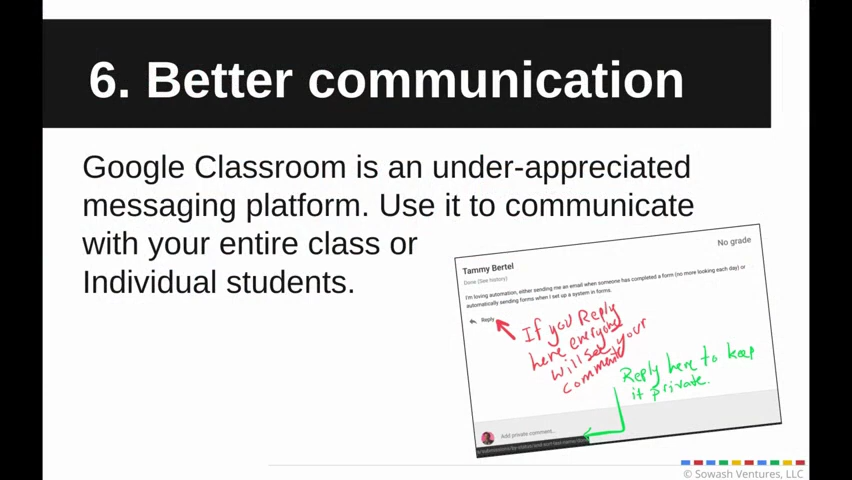 6. Better communication
Google Classroom is an under-appreciated
messaging platform. Use it to communicate
with your entire class or
Individual students.
No grade
Tammy Bertel
Done (See history)
I'm loving automation, either sending me an email when someone has completed a form (no more looking each day) or
automatically sending forms when I set up a system in forms.
Reply
If you Reply
here everyone
will see your
comment
Reply here to keep
it private.
Add private comment...
© Sowash Ventures, LLC